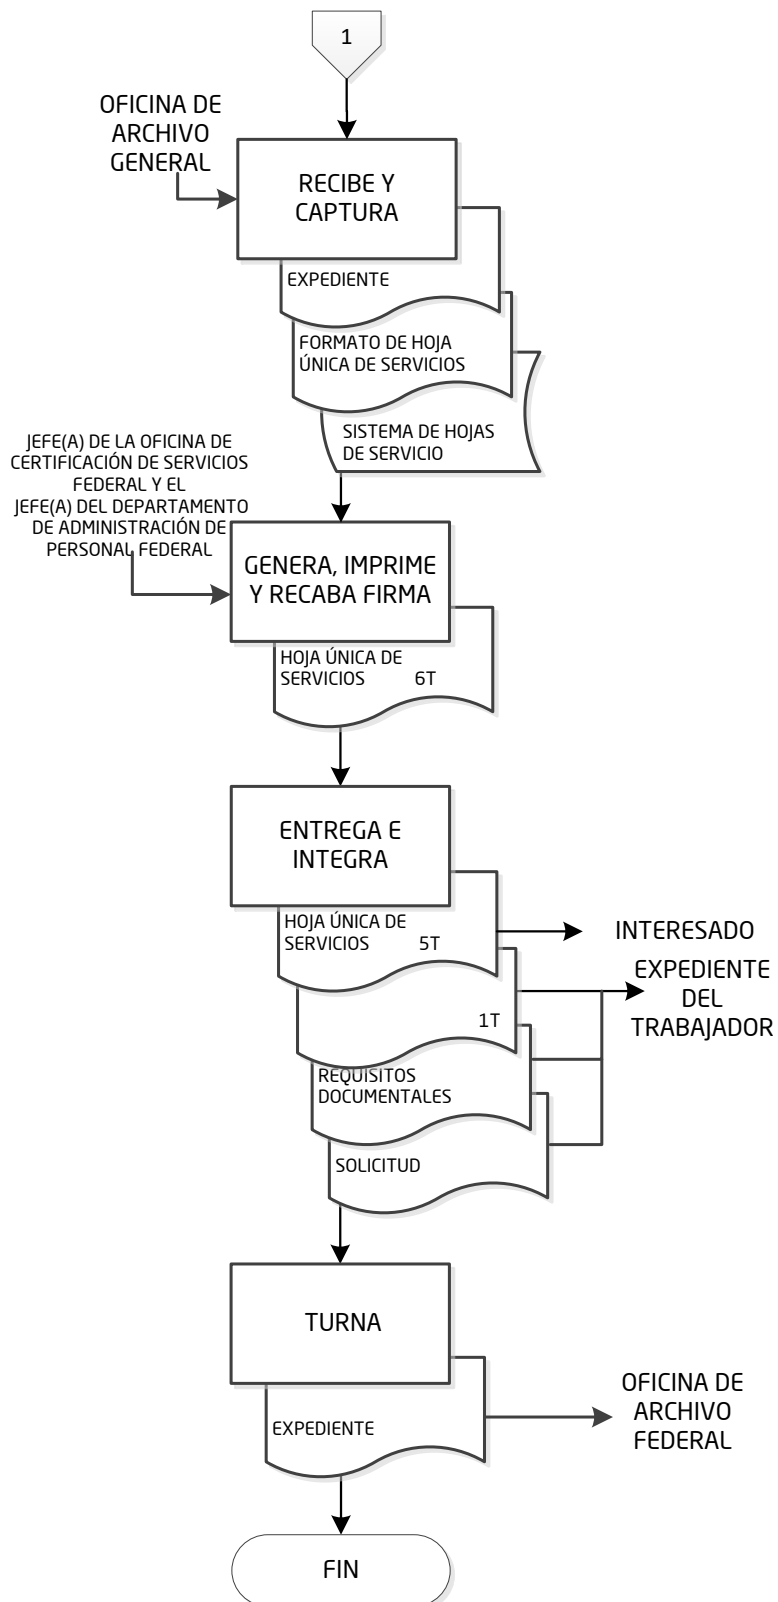 1
OFICINA DE
ARCHIVO
GENERAL
RECIBE Y
CAPTURA
EXPEDIENTE
FORMATO DE HOJA
ÚNICA DE SERVICIOS
SISTEMA DE HOJAS
DE SERVICIO
JEFE(A) DE LA OFICINA DE
CERTIFICACIÓN DE SERVICIOS
FEDERAL Y EL
JEFE(A) DEL DEPARTAMENTO
DE ADMINISTRACIÓN DE
PERSONAL FEDERAL
GENERA, IMPRIME
Y RECABA FIRMA
HOJA ÚNICA DE
SERVICIOS 6T
ENTREGA E
INTEGRA
HOJA ÚNICA DE
SERVICIOS 5T
INTERESADO
EXPEDIENTE
DEL
TRABAJADOR
1T
REQUISITOS
DOCUMENTALES
SOLICITUD
TURNA
EXPEDIENTE
OFICINA DE
ARCHIVO
FEDERAL
FIN